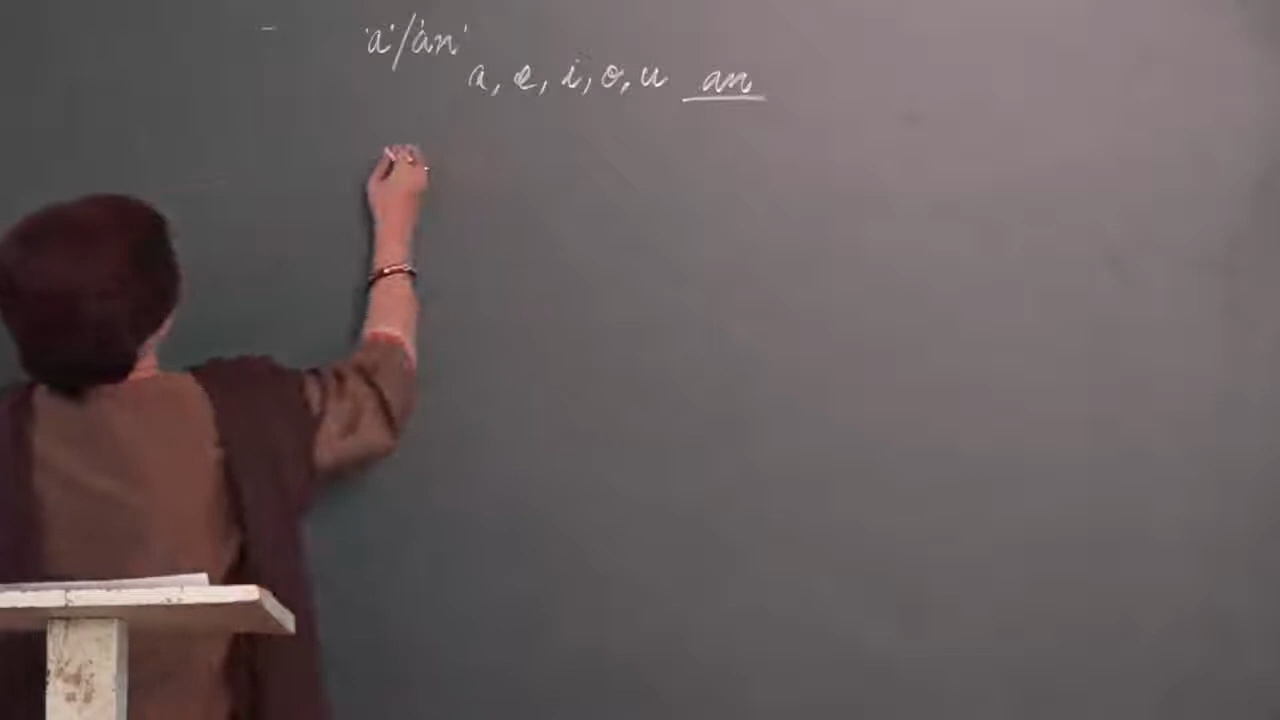 'a'/'an'
a, e, i, o, u an